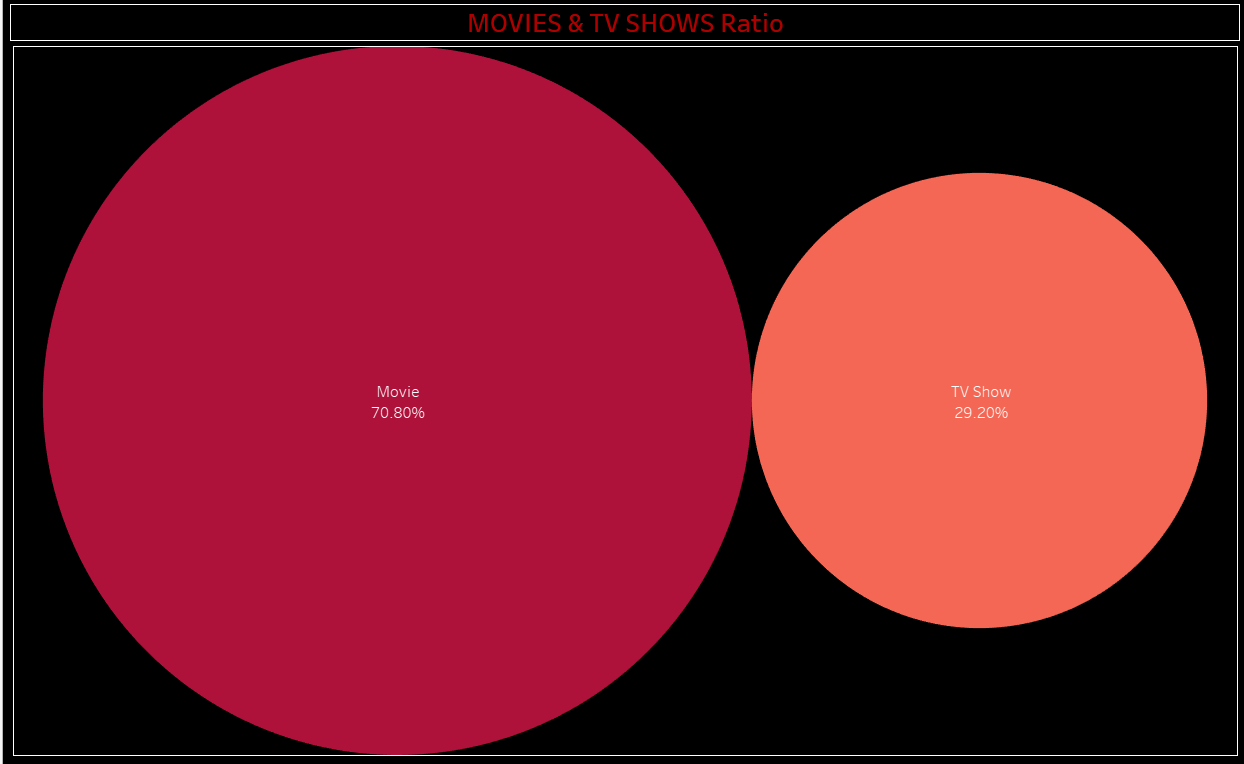 MOVIES & TV SHOWS Ratio
Movie
70.80%
TV Show
29.20%